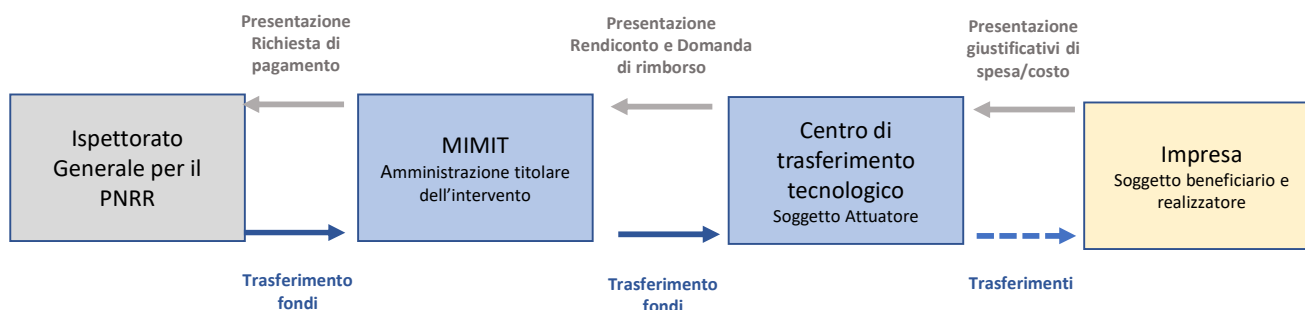 Presentazione
Richiesta di
pagamento
Presentazione
Rendiconto e Domanda
di rimborso
Presentazione
giustificativi di
spesa/costo
Ispettorato
Generale per il
PNRR
MIMIT
Amministrazione titolare
dell'intervento
Centro di
trasferimento
tecnologico
Soggetto Attuatore
Impresa
Soggetto beneficiario e
realizzatore
Trasferimento
fondi
Trasferimento
fondi
Trasferimenti